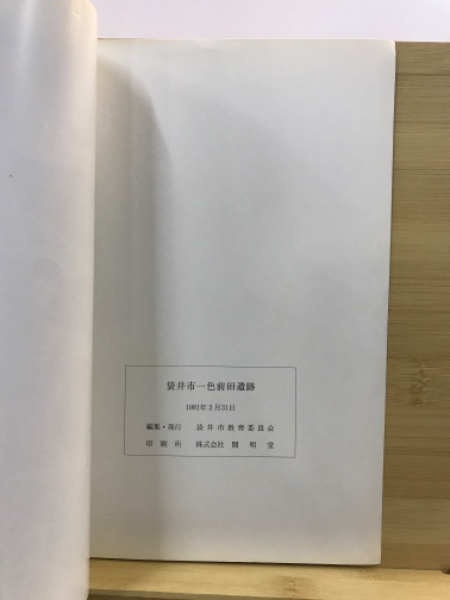 袋井市一色前田遺跡
1981年3月31日
編集・発行 袋井市教育委員会
印刷所 株式会社 開明堂